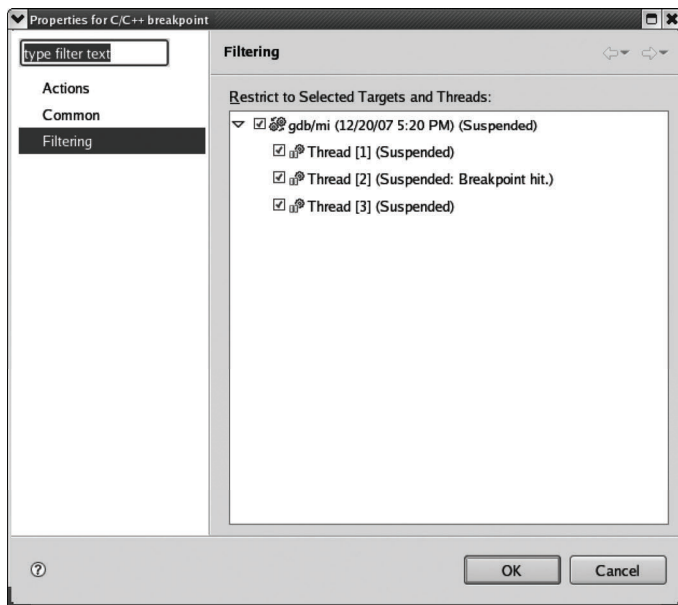 Properties for C/C++ breakpoint
type filter text
Actions
Common
Filtering
Filtering
Restrict to Selected Targets and Threads:
gdb/mi (12/20/07 5:20 PM) (Suspended)
Thread [1] (Suspended)
Thread [2] (Suspended: Breakpoint hit.)
Thread [3] (Suspended)
?
OK
Cancel